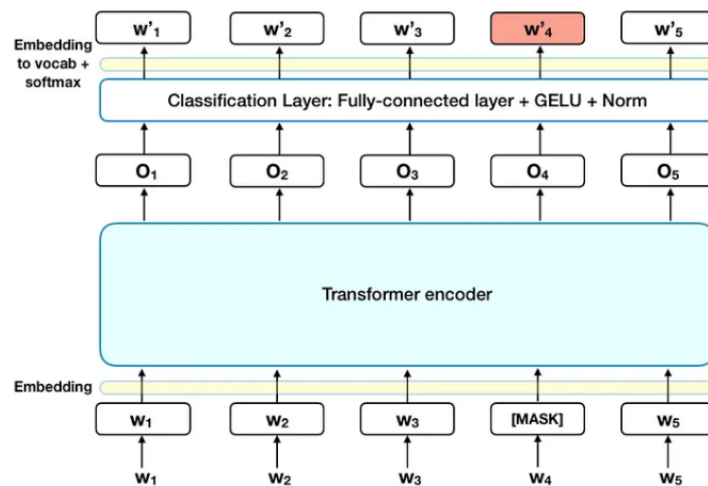 w'₁ w'₂ w'₃ w'₄ w'₅
Embedding
to vocab +
softmax
Classification Layer: Fully-connected layer + GELU + Norm
O₁ O₂ O₃ O₄ O₅
Transformer encoder
Embedding
w₁ w₂ w₃ [MASK] w₅
w₁ w₂ w₃ w₄ w₅